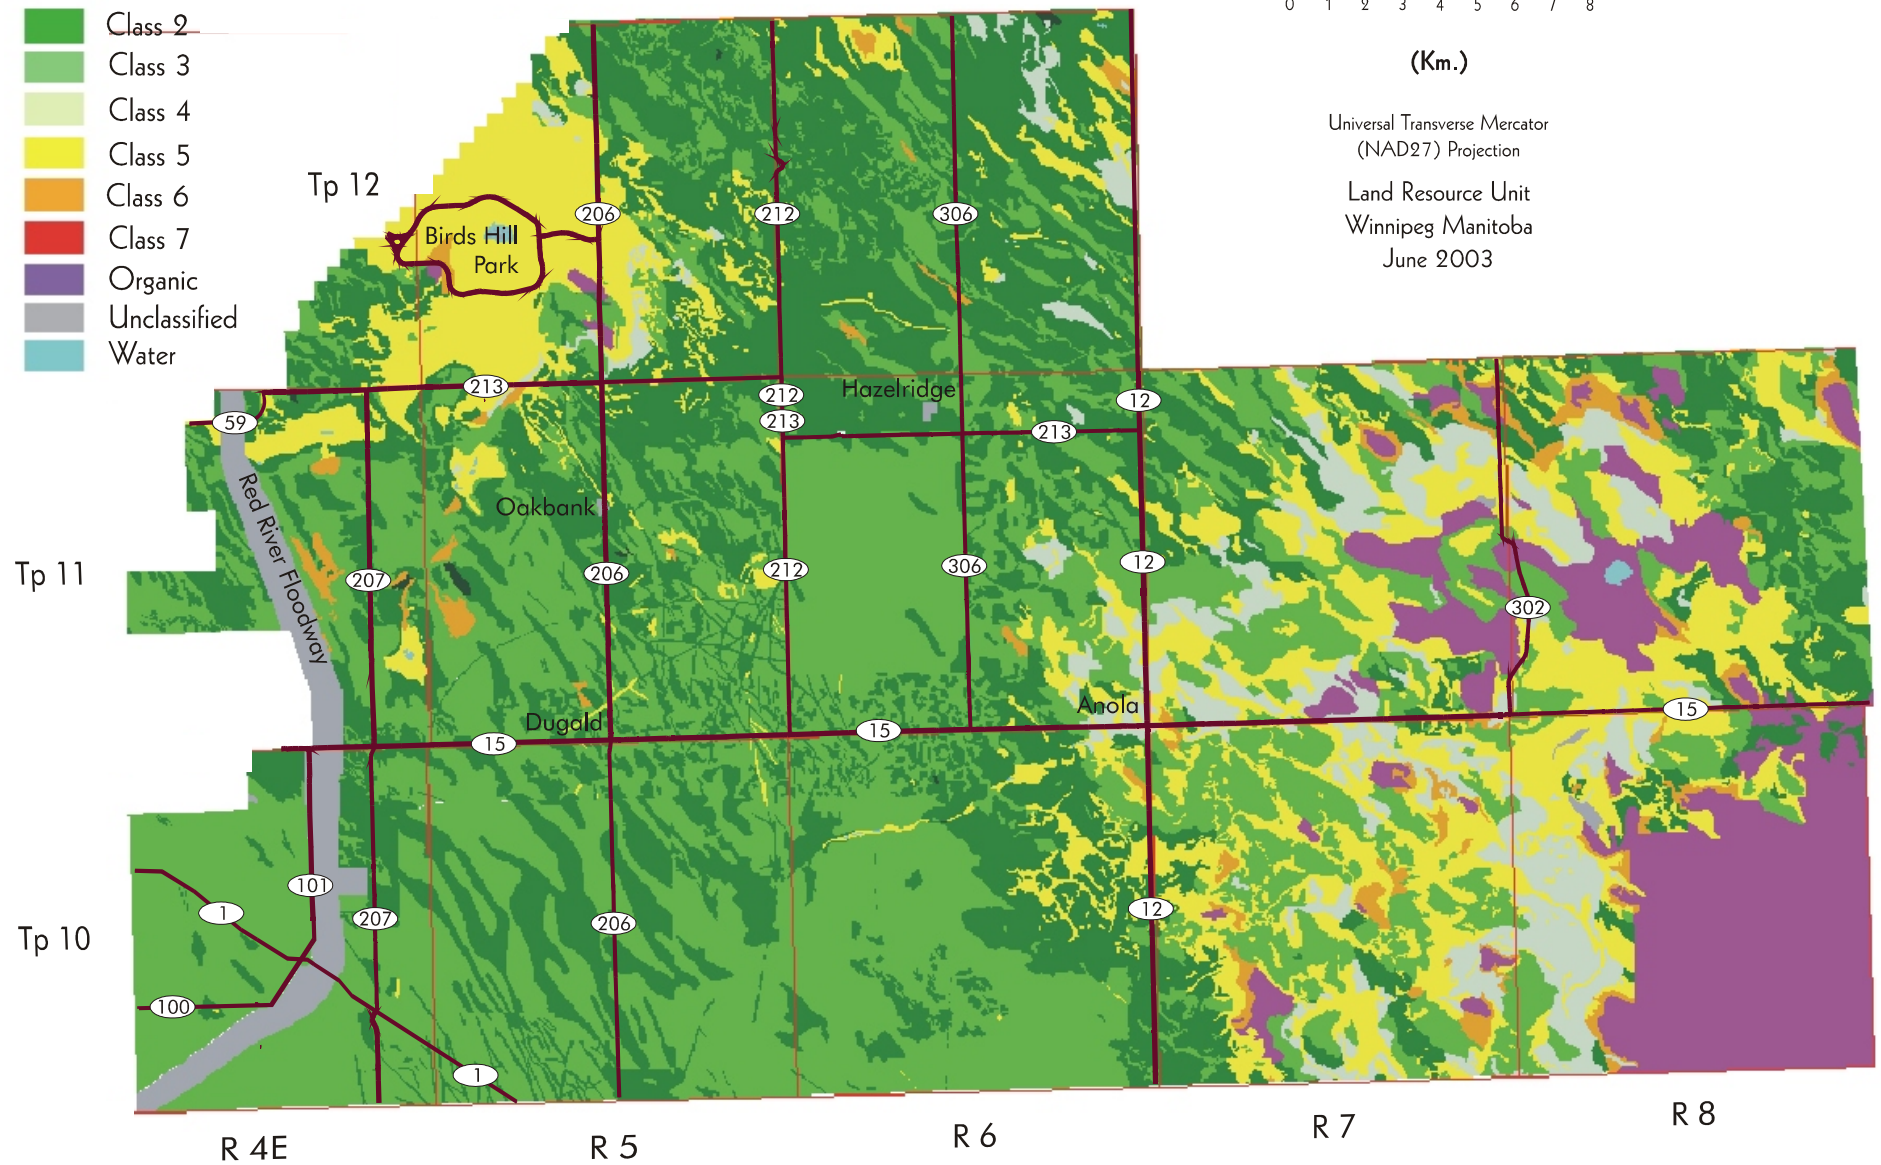 Class 2
Class 3
Class 4
Class 5
Class 6
Class 7
Organic
Unclassified
Water
0 1 2 3 4 5 6 7 8
(Km.)
Universal Transverse Mercator
(NAD27) Projection
Land Resource Unit
Winnipeg Manitoba
June 2003
Tp 12
206
212
306
Birds Hill
Park
213
212
Hazelridge
12
59
213
213
Red River Floodway
Oakbank
Tp 11
207
206
212
306
12
302
Anola
Dugald
15
15
15
101
1
207
206
12
Tp 10
100
1
R 4E
R 5
R 6
R 7
R 8